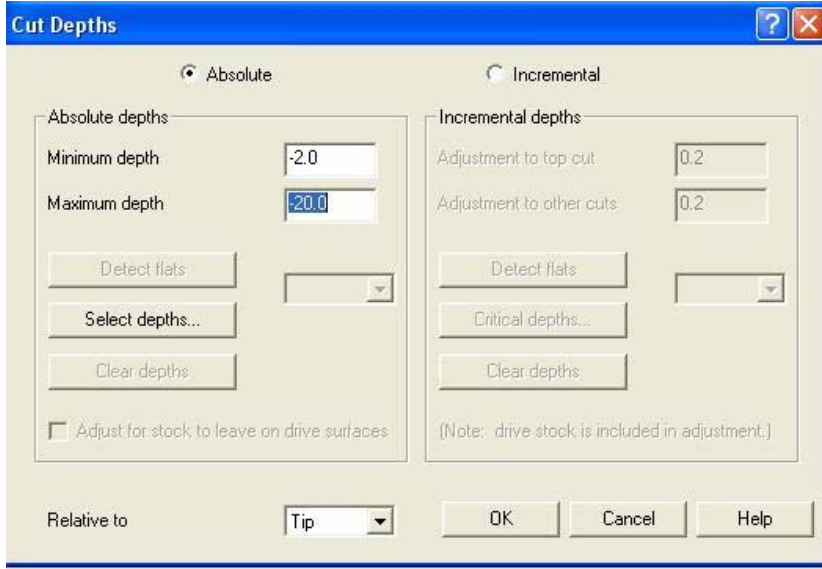 Cut Depths
Absolute
Incremental
Absolute depths
Minimum depth -2.0
Maximum depth -20.0
Detect flats
Select depths...
Clear depths
Adjust for stock to leave on drive surfaces
Incremental depths
Adjustment to top cut 0.2
Adjustment to other cuts 0.2
Detect flats
Critical depths...
Clear depths
(Note: drive stock is included in adjustment.)
Relative to Tip
OK
Cancel
Help